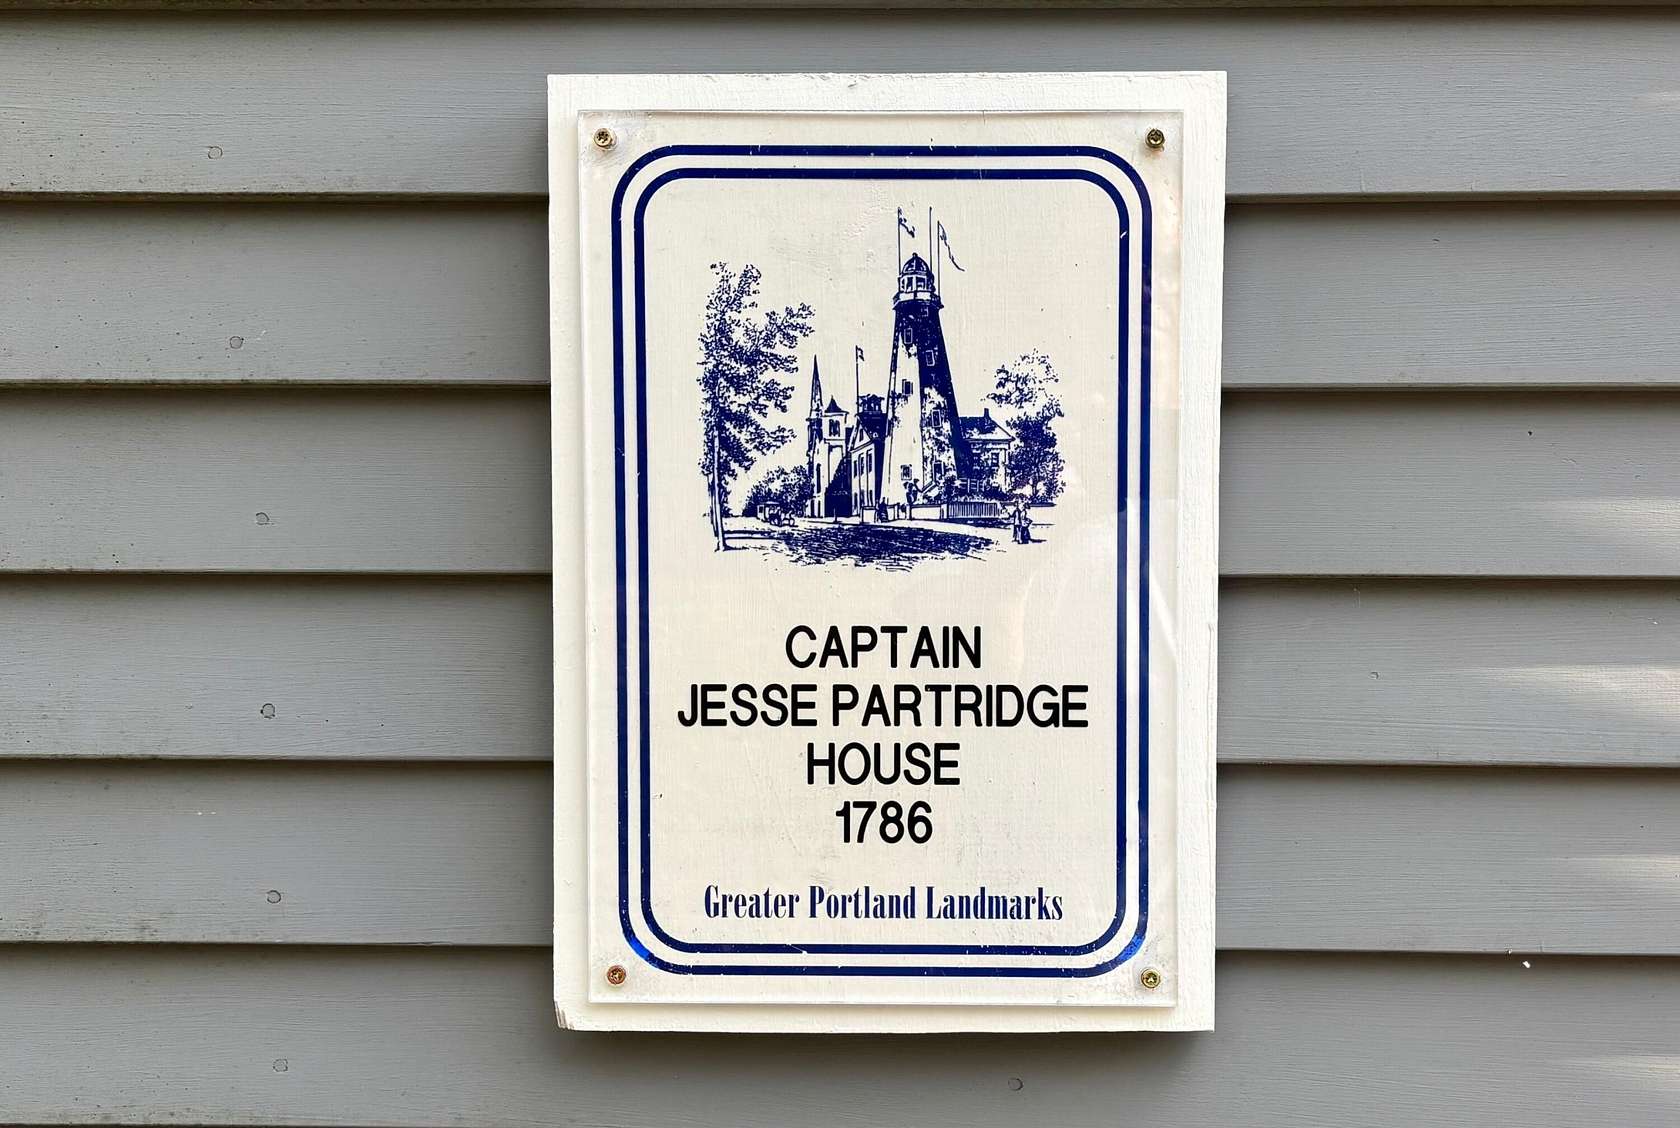 CAPTAIN
JESSE PARTRIDGE
HOUSE
1786
Greater Portland Landmarks